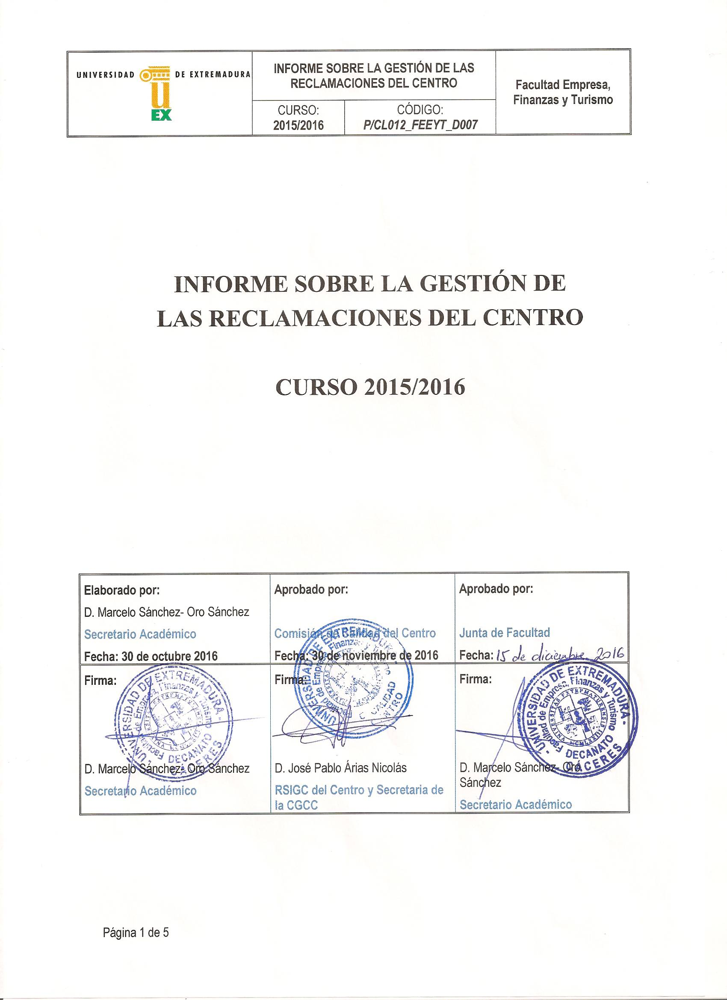 UNIVERSIDAD DE EXTREMADURA
U
EX
INFORME SOBRE LA GESTIÓN DE LAS
RECLAMACIONES DEL CENTRO
CURSO:
2015/2016
CÓDIGO:
P/CL012_FEEYT_D007
Facultad Empresa,
Finanzas y Turismo
INFORME SOBRE LA GESTIÓN DE
LAS RECLAMACIONES DEL CENTRO
CURSO 2015/2016
Elaborado por:
D. Marcelo Sánchez- Oro Sánchez
Secretario Académico
Fecha: 30 de octubre 2016
Aprobado por:
Comisión de Calidad del Centro
Fecha: 30 de noviembre de 2016
Aprobado por:
Junta de Facultad
Fecha: 15 de diciembre 2016
Firma:
UNIVERSIDAD DE EXTREMADURA
Facultad de Empresa, Finanzas y Turismo
DECANATO
CÁCERES
D. Marcelo Sánchez- Oro Sánchez
Secretario Académico
Firma:
UNIVERSIDAD DE EXTREMADURA
Facultad de Empresa, Finanzas y
CALIDAD
CENTRO
D. José Pablo Árias Nicolás
RSIGC del Centro y Secretaria de
la CGCC
Firma:
UNIVERSIDAD DE EXTREMADURA
Facultad de Empresa, Finanzas y Turismo
DECANATO
CÁCERES
D. Marcelo Sánchez- Oro
Sánchez
Secretario Académico
Página 1 de 5